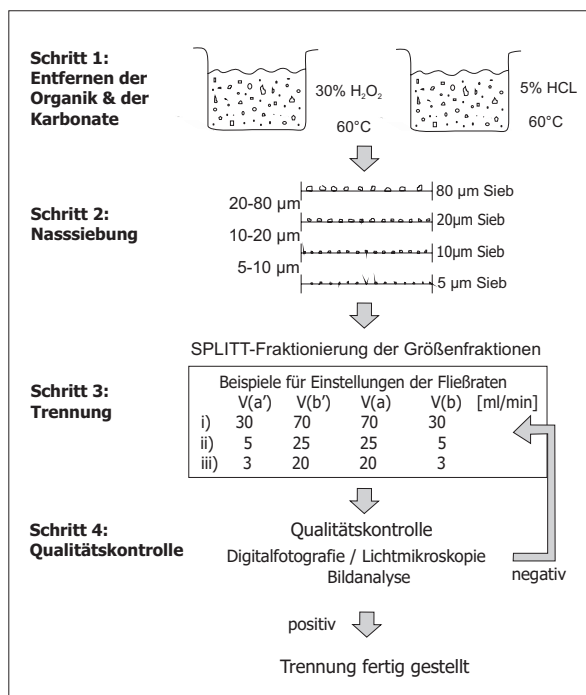 Schritt 1:
Entfernen der
Organik & der
Karbonate
30% H₂O₂
60°C
5% HCL
60°C
Schritt 2:
Nasssiebung
20-80 µm
10-20 µm
5-10 µm
80 µm Sieb
20µm Sieb
10µm Sieb
5 µm Sieb
SPLITT-Fraktionierung der Größenfraktionen
Schritt 3:
Trennung
Beispiele für Einstellungen der Fließraten
V(a’) V(b’) V(a) V(b) [ml/min]
i) 30 70 70 30
ii) 5 25 25 5
iii) 3 20 20 3
Schritt 4:
Qualitätskontrolle
Qualitätskontrolle
Digitalfotografie / Lichtmikroskopie
Bildanalyse
negativ
positiv
Trennung fertig gestellt